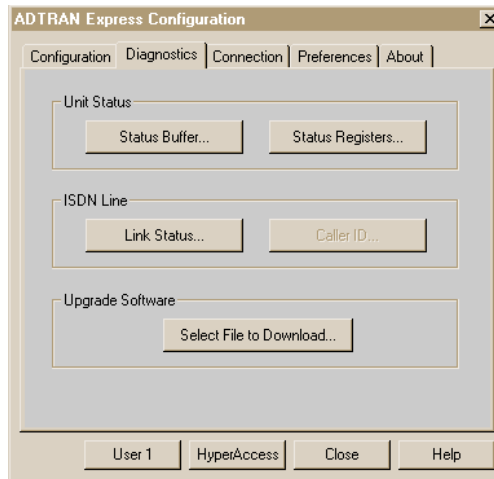 ADTRAN Express Configuration
Configuration Diagnostics Connection Preferences About
Unit Status
Status Buffer... Status Registers...
ISDN Line
Link Status... Caller ID...
Upgrade Software
Select File to Download...
User 1 HyperAccess Close Help